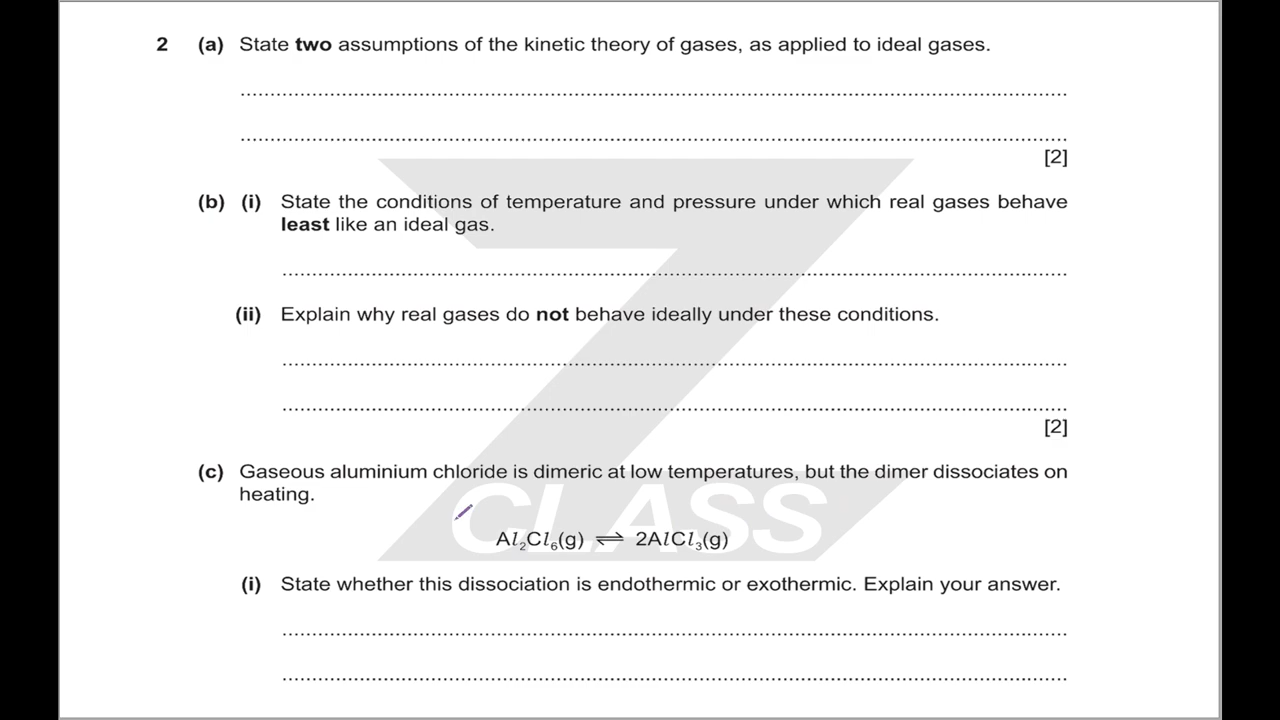 2 (a) State two assumptions of the kinetic theory of gases, as applied to ideal gases.
[2]
(b) (i) State the conditions of temperature and pressure under which real gases behave
least like an ideal gas.
(ii) Explain why real gases do not behave ideally under these conditions.
[2]
(c) Gaseous aluminium chloride is dimeric at low temperatures, but the dimer dissociates on
heating.
CLASS
Al₂Cl₆(g) ⇌ 2AlCl₃(g)
(i) State whether this dissociation is endothermic or exothermic. Explain your answer.